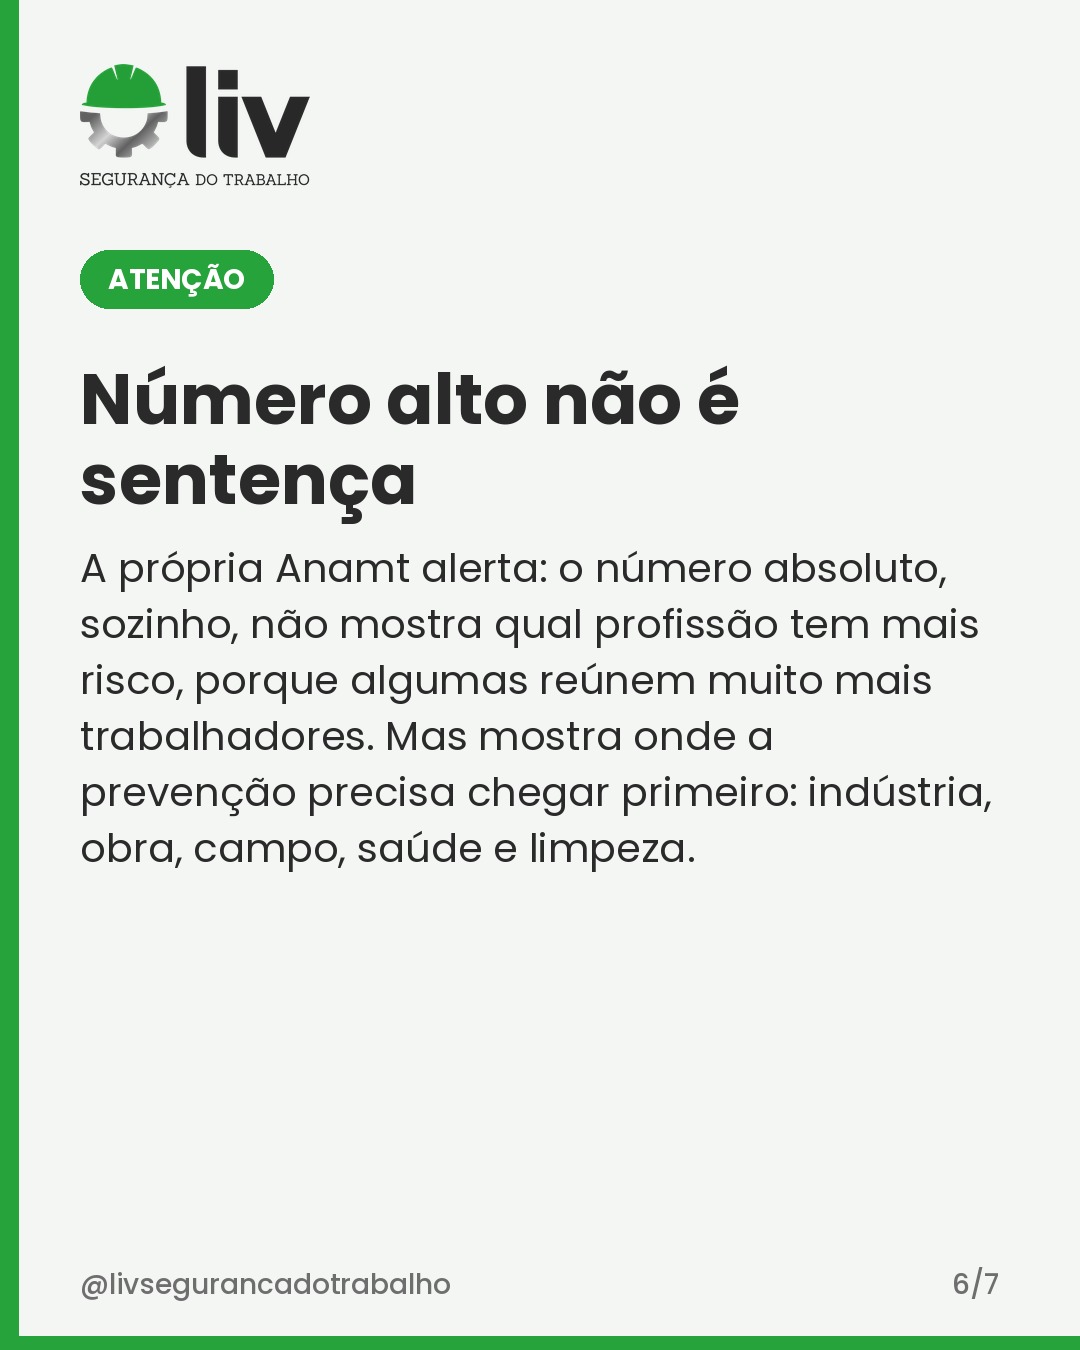 liv
SEGURANÇA DO TRABALHO
ATENÇÃO
Número alto não é
sentença
A própria Anamt alerta: o número absoluto,
sozinho, não mostra qual profissão tem mais
risco, porque algumas reúnem muito mais
trabalhadores. Mas mostra onde a
prevenção precisa chegar primeiro: indústria,
obra, campo, saúde e limpeza.
@livsegurancadotrabalho
6/7